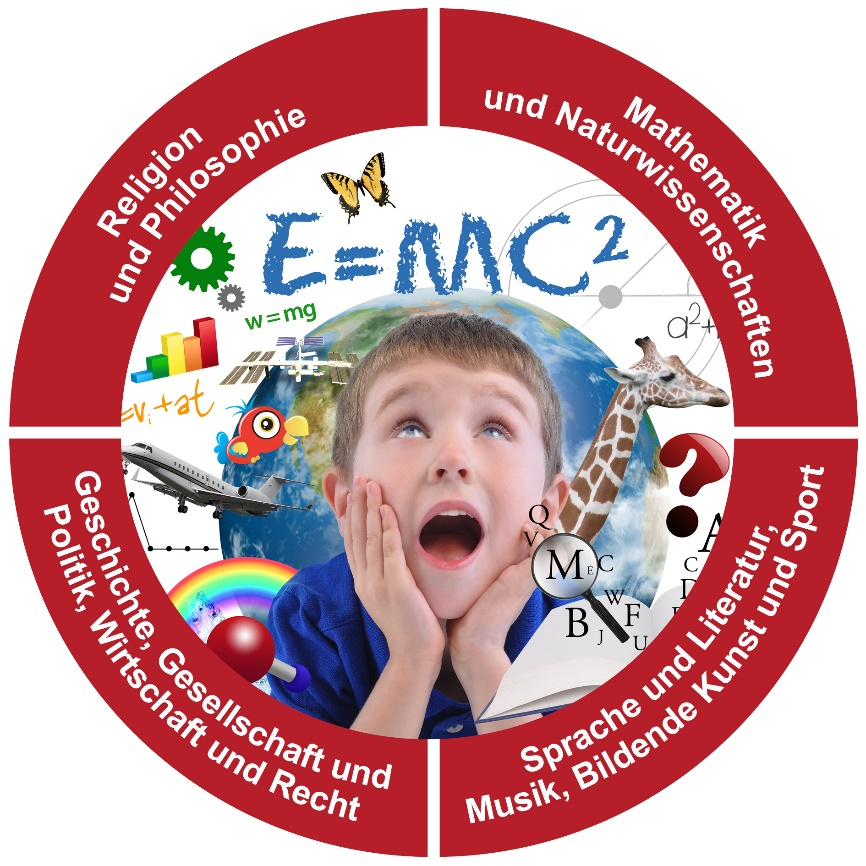 Religion
und Philosophie
Mathematik
und Naturwissenschaften
E=MC²
w=mg
a²+
=vᵢ+at
Q
V
M E C
W
B J F
U
A
C
D
Geschichte, Gesellschaft und
Politik, Wirtschaft und Recht
Sprache und Literatur,
Musik, Bildende Kunst und Sport